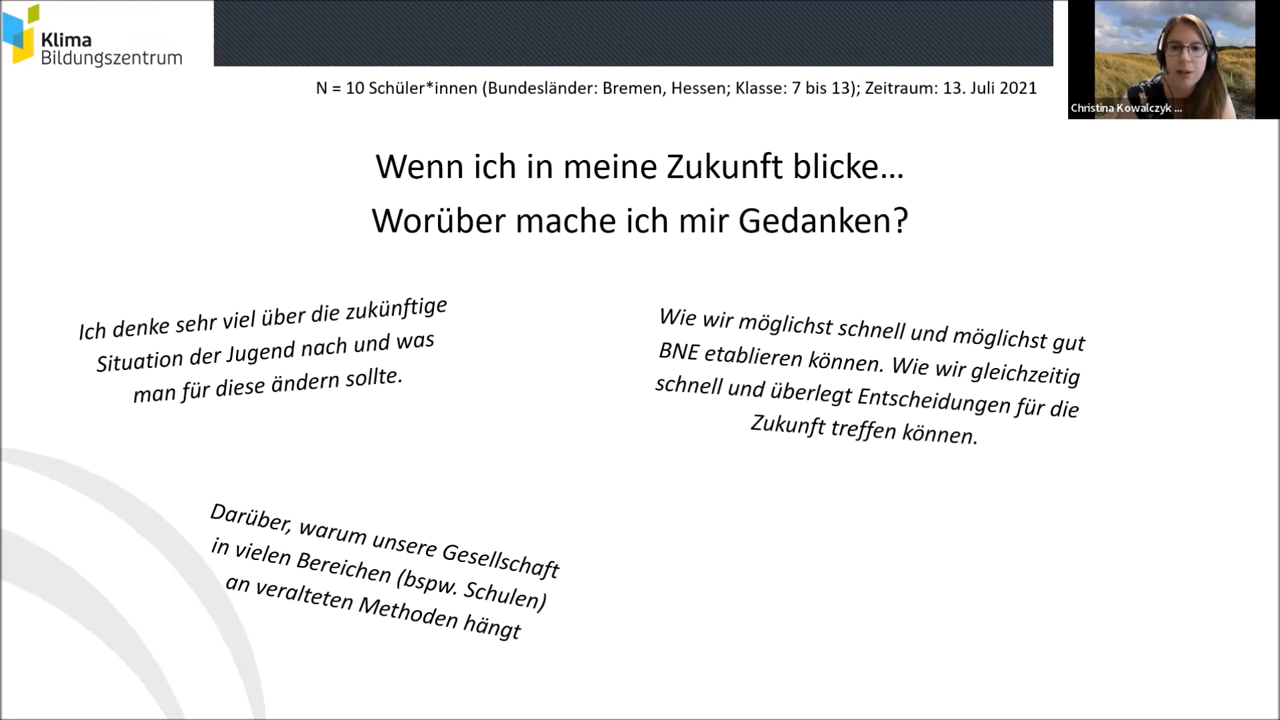 Klima
Bildungszentrum
Christina Kowalczyk ...
N = 10 Schüler*innen (Bundesländer: Bremen, Hessen; Klasse: 7 bis 13); Zeitraum: 13. Juli 2021
Wenn ich in meine Zukunft blicke...
Worüber mache ich mir Gedanken?
Ich denke sehr viel über die zukünftige
Situation der Jugend nach und was
man für diese ändern sollte.
Wie wir möglichst schnell und möglichst gut
BNE etablieren können. Wie wir gleichzeitig
schnell und überlegt Entscheidungen für die
Zukunft treffen können.
Darüber, warum unsere Gesellschaft
in vielen Bereichen (bspw. Schulen)
an veralteten Methoden hängt